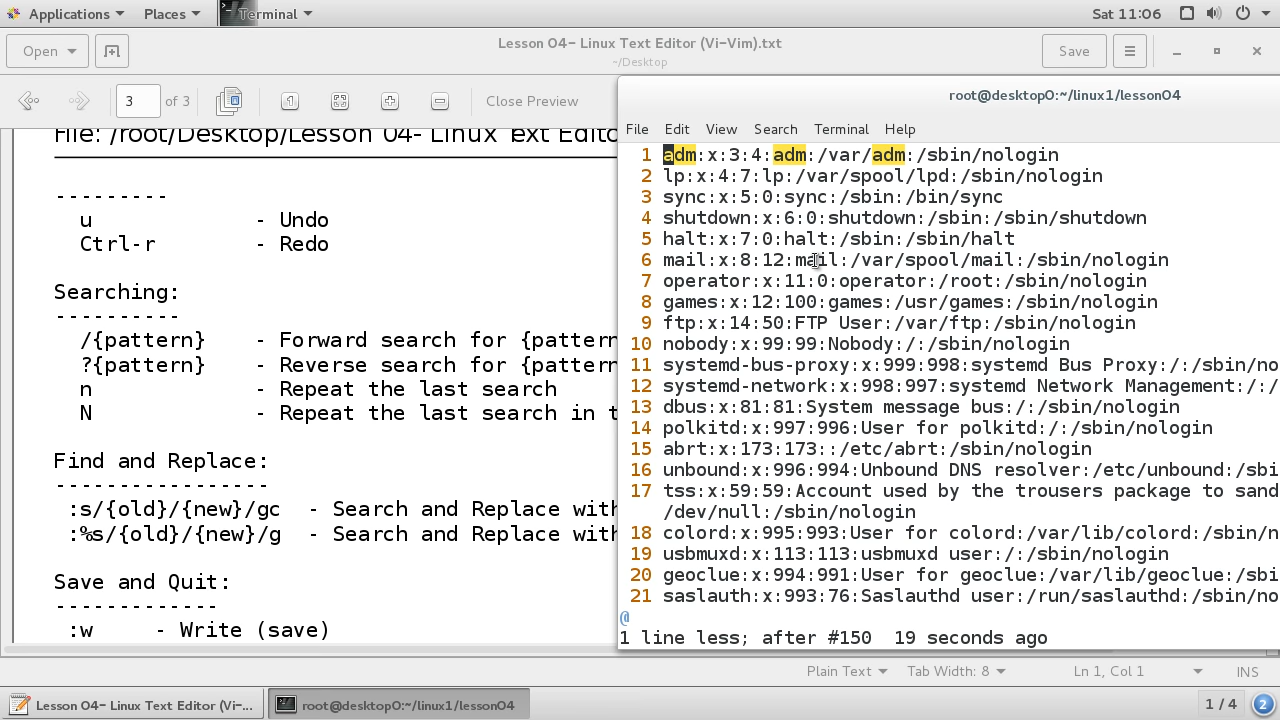 Applications Places Terminal Sat 11:06
Open Lesson 04- Linux Text Editor (Vi-Vim).txt Save
~/Desktop
3 of 3 1 Close Preview
File: /root/Desktop/Lesson 04- Linux ext Edito
---------
u - Undo
Ctrl-r - Redo
Searching:
----------
/{pattern} - Forward search for {pattern
?{pattern} - Reverse search for {pattern
n - Repeat the last search
N - Repeat the last search in t
Find and Replace:
-----------------
:s/{old}/{new}/gc - Search and Replace with
:%s/{old}/{new}/g - Search and Replace with
Save and Quit:
-------------
:w - Write (save)
root@desktop0:~/linux1/lesson04
File Edit View Search Terminal Help
1 adm:x:3:4:adm:/var/adm:/sbin/nologin
2 lp:x:4:7:lp:/var/spool/lpd:/sbin/nologin
3 sync:x:5:0:sync:/sbin:/bin/sync
4 shutdown:x:6:0:shutdown:/sbin:/sbin/shutdown
5 halt:x:7:0:halt:/sbin:/sbin/halt
6 mail:x:8:12:mail:/var/spool/mail:/sbin/nologin
7 operator:x:11:0:operator:/root:/sbin/nologin
8 games:x:12:100:games:/usr/games:/sbin/nologin
9 ftp:x:14:50:FTP User:/var/ftp:/sbin/nologin
10 nobody:x:99:99:Nobody:/:/sbin/nologin
11 systemd-bus-proxy:x:999:998:systemd Bus Proxy:/:/sbin/no
12 systemd-network:x:998:997:systemd Network Management:/:/
13 dbus:x:81:81:System message bus:/:/sbin/nologin
14 polkitd:x:997:996:User for polkitd:/:/sbin/nologin
15 abrt:x:173:173::/etc/abrt:/sbin/nologin
16 unbound:x:996:994:Unbound DNS resolver:/etc/unbound:/sbi
17 tss:x:59:59:Account used by the trousers package to sand
/dev/null:/sbin/nologin
18 colord:x:995:993:User for colord:/var/lib/colord:/sbin/n
19 usbmuxd:x:113:113:usbmuxd user:/:/sbin/nologin
20 geoclue:x:994:991:User for geoclue:/var/lib/geoclue:/sbi
21 saslauth:x:993:76:Saslauthd user:/run/saslauthd:/sbin/no
@
1 line less; after #150 19 seconds ago
Plain Text Tab Width: 8 Ln 1, Col 1 INS
Lesson 04- Linux Text Editor (Vi-... root@desktop0:~/linux1/lesson04 1 / 4 2